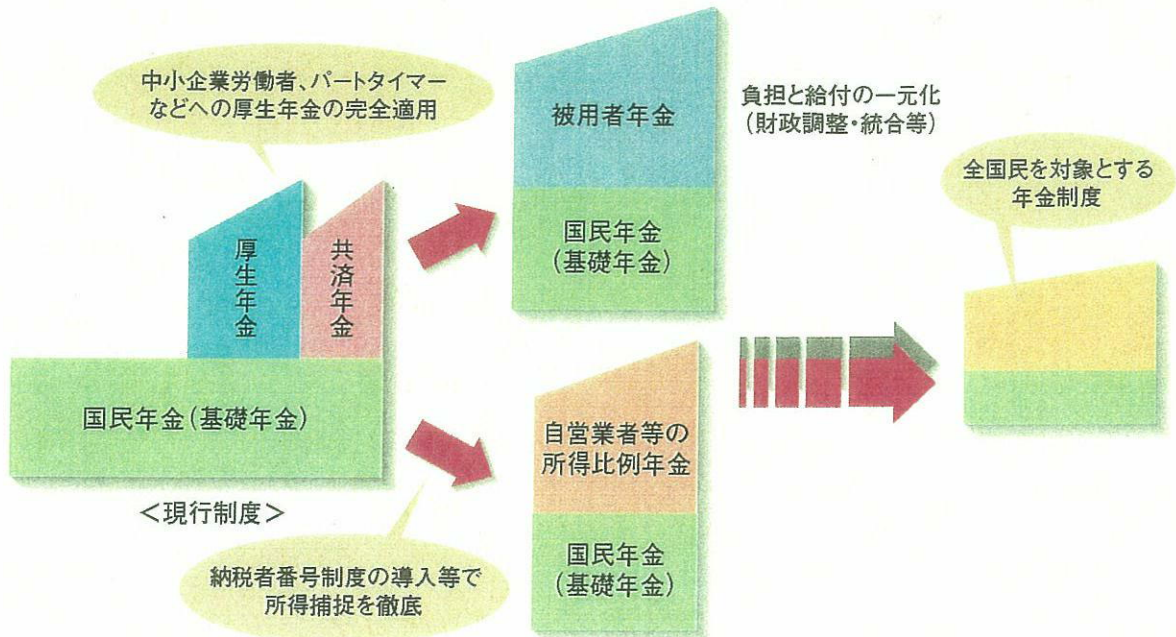 中小企業労働者、パートタイマー
などへの厚生年金の完全適用
厚生年金
共済年金
国民年金(基礎年金)
<現行制度>
納税者番号制度の導入等で
所得捕捉を徹底
被用者年金
国民年金
(基礎年金)
自営業者等の
所得比例年金
国民年金
(基礎年金)
負担と給付の一元化
(財政調整・統合等)
全国民を対象とする
年金制度